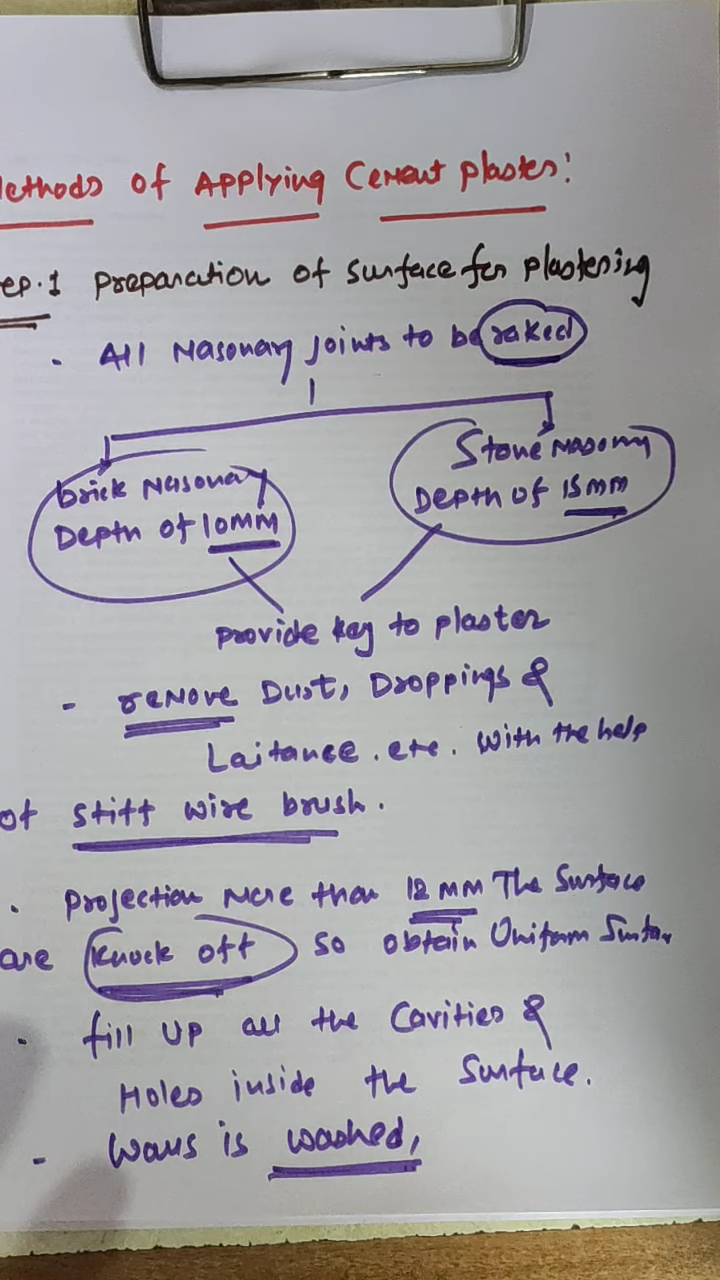 ethods of Applying Cement plaster:
ep.1 Preparation of surface for plastering
- All Masonary joints to be raked
Stone Masonry
Depth of 15mm
brick Masonary
Depth of 10MM
provide key to plaster
- remove Dust, Droppings &
Laitance. etc. with the help
of stiff wire brush.
. projection more than 12 MM The Surface
are Knock off so obtain Uniform Surfa
. fill up all the Cavities &
Holes inside the Surface.
- Walls is washed,